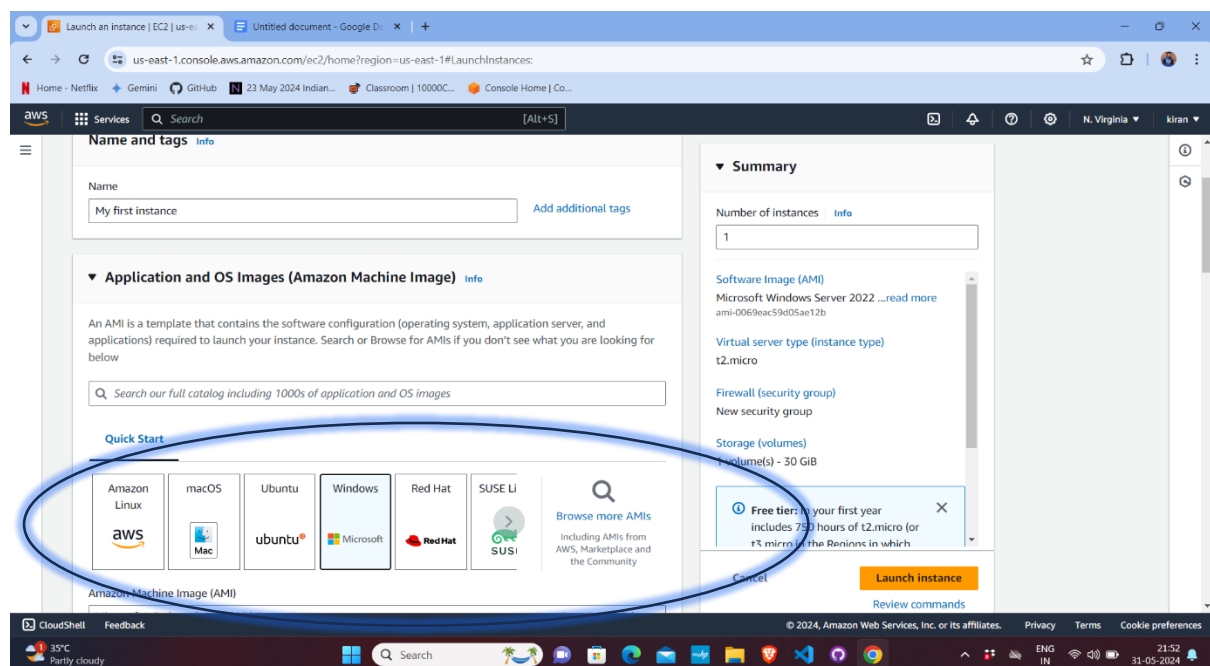 Launch an instance | EC2 | us-ea
Untitled document - Google Do
us-east-1.console.aws.amazon.com/ec2/home?region=us-east-1#LaunchInstances:
Home - Netflix
Gemini
GitHub
23 May 2024 Indian...
Classroom | 10000C...
Console Home | Co...
aws
Services
Search
[Alt+S]
N. Virginia
kiran
Name and tags Info
Name
My first instance
Add additional tags
Application and OS Images (Amazon Machine Image) Info
An AMI is a template that contains the software configuration (operating system, application server, and
applications) required to launch your instance. Search or Browse for AMIs if you don't see what you are looking for
below
Search our full catalog including 1000s of application and OS images
Quick Start
Amazon
Linux
aws
macOS
Mac
Ubuntu
ubuntu®
Windows
Microsoft
Red Hat
Red Hat
SUSE Li
SUS
Browse more AMIs
Including AMIs from
AWS, Marketplace and
the Community
Amazon Machine Image (AMI)
Summary
Number of instances Info
1
Software Image (AMI)
Microsoft Windows Server 2022 ...read more
ami-0069eac59d05ae12b
Virtual server type (instance type)
t2.micro
Firewall (security group)
New security group
Storage (volumes)
1 volume(s) - 30 GiB
Free tier: In your first year
includes 750 hours of t2.micro (or
t3.micro in the Regions in which
Cancel
Launch instance
Review commands
CloudShell
Feedback
© 2024, Amazon Web Services, Inc. or its affiliates.
Privacy
Terms
Cookie preferences
35°C
Partly cloudy
Search
ENG
IN
21:52
31-05-2024